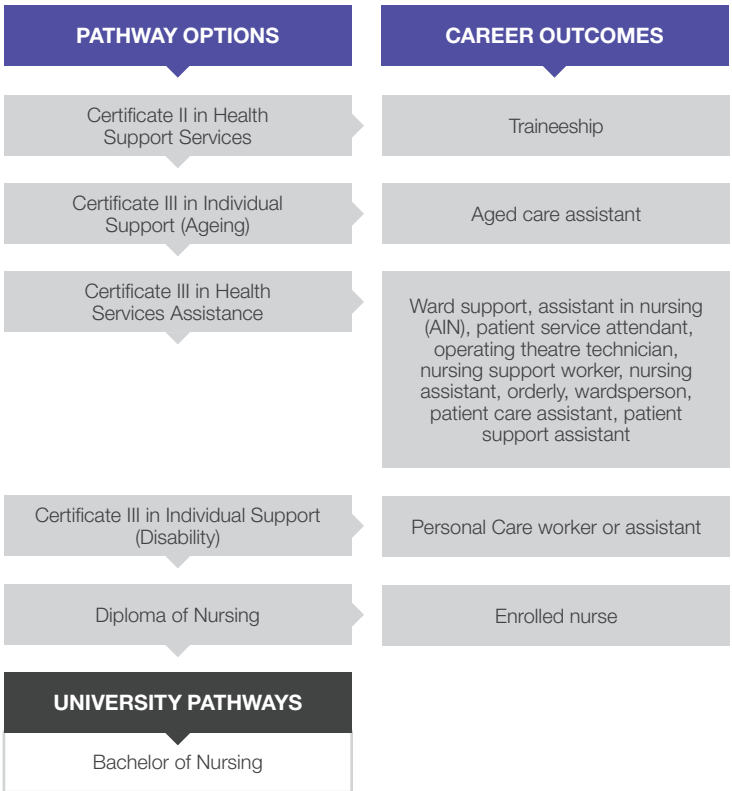 PATHWAY OPTIONS
CAREER OUTCOMES
Certificate II in Health
Support Services
Traineeship
Certificate III in Individual
Support (Ageing)
Aged care assistant
Certificate III in Health
Services Assistance
Ward support, assistant in nursing
(AIN), patient service attendant,
operating theatre technician,
nursing support worker, nursing
assistant, orderly, wardsperson,
patient care assistant, patient
support assistant
Certificate III in Individual Support
(Disability)
Personal Care worker or assistant
Diploma of Nursing
Enrolled nurse
UNIVERSITY PATHWAYS
Bachelor of Nursing